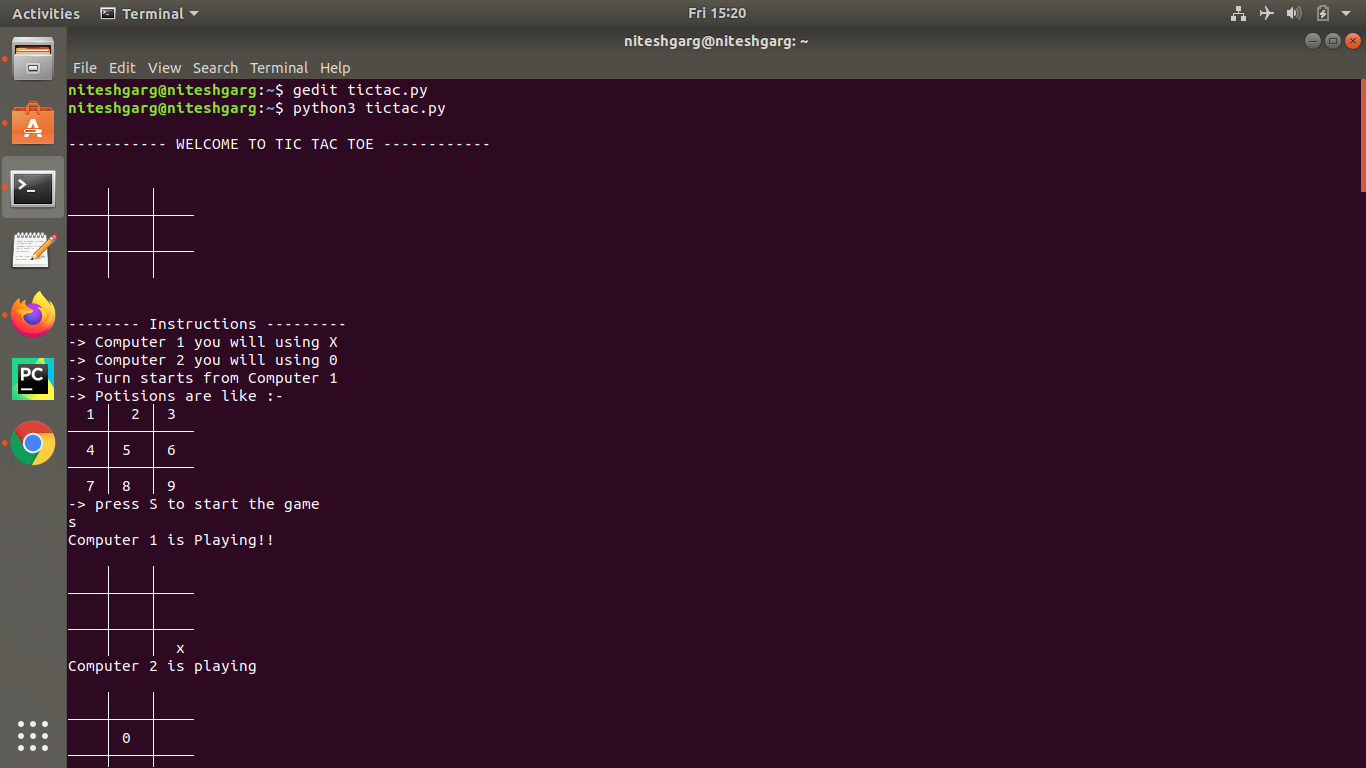 Activities Terminal Fri 15:20
niteshgarg@niteshgarg: ~
File Edit View Search Terminal Help
niteshgarg@niteshgarg:~$ gedit tictac.py
niteshgarg@niteshgarg:~$ python3 tictac.py
----------- WELCOME TO TIC TAC TOE ------------
-------- Instructions ---------
-> Computer 1 you will using X
-> Computer 2 you will using 0
-> Turn starts from Computer 1
-> Potisions are like :-
1 | 2 | 3
4 | 5 | 6
7 | 8 | 9
-> press S to start the game
s
Computer 1 is Playing!!
x
Computer 2 is playing
0
PC